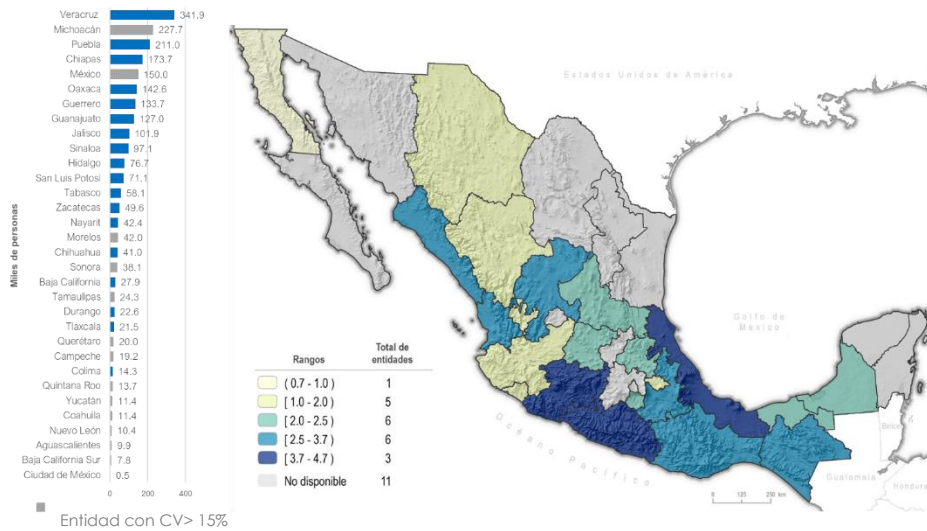 Miles de personas
Veracruz 341.9
Michoacán 227.7
Puebla 211.0
Chiapas 173.7
México 150.0
Oaxaca 142.6
Guerrero 133.7
Guanajuato 127.0
Jalisco 101.9
Sinaloa 97.1
Hidalgo 76.7
San Luis Potosí 71.1
Tabasco 58.1
Zacatecas 49.6
Nayarit 42.4
Morelos 42.0
Chihuahua 41.0
Sonora 38.1
Baja California 27.9
Tamaulipas 24.3
Durango 22.6
Tlaxcala 21.5
Querétaro 20.0
Campeche 19.2
Colima 14.3
Quintana Roo 13.7
Yucatán 11.4
Coahuila 11.4
Nuevo León 10.4
Aguascalientes 9.9
Baja California Sur 7.8
Ciudad de México 0.5
0 200 400
Entidad con CV> 15%
Estados Unidos de América
Golfo de
México
Océano Pacífico
Guatemala
Rangos Total de
entidades
( 0.7 - 1.0 ) 1
[ 1.0 - 2.0 ) 5
[ 2.0 - 2.5 ) 6
[ 2.5 - 3.7 ) 6
[ 3.7 - 4.7 ) 3
No disponible 11
0 125 250
km